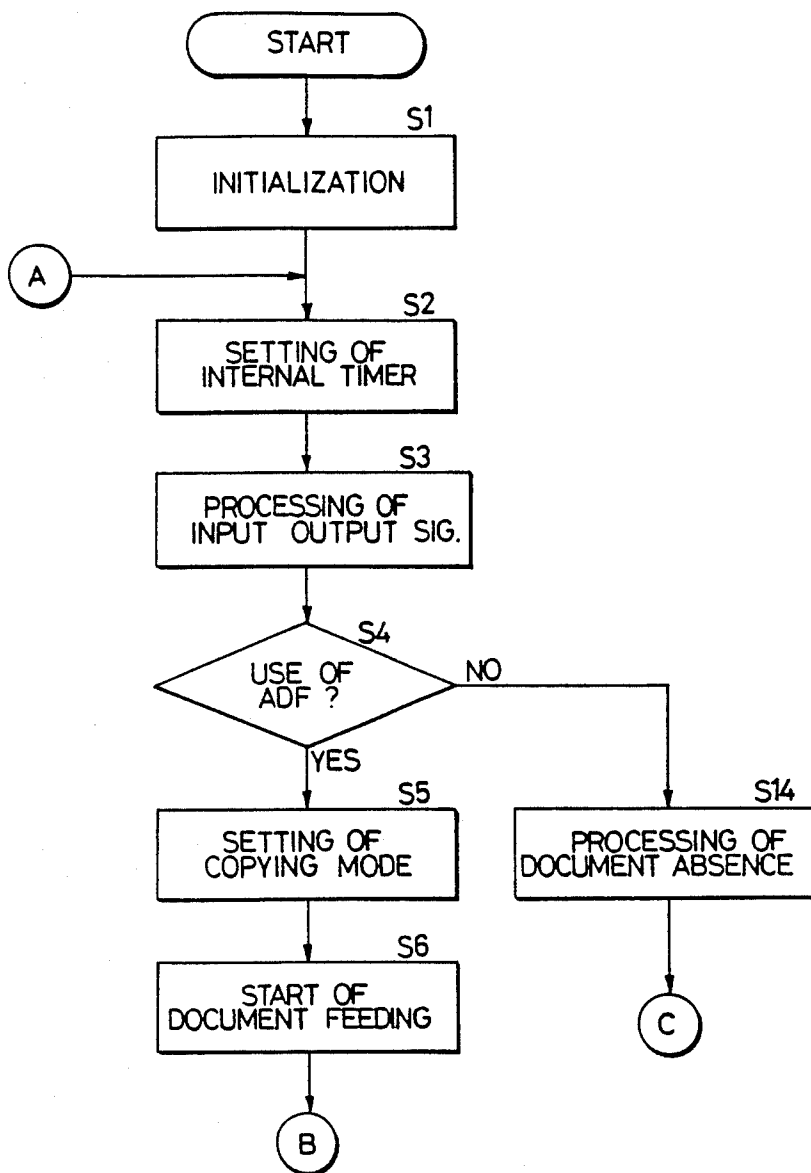 START
S1
INITIALIZATION
A
S2
SETTING OF
INTERNAL TIMER
S3
PROCESSING OF
INPUT OUTPUT SIG.
S4
USE OF
ADF ?
NO
YES
S5
SETTING OF
COPYING MODE
S14
PROCESSING OF
DOCUMENT ABSENCE
S6
START OF
DOCUMENT FEEDING
C
B